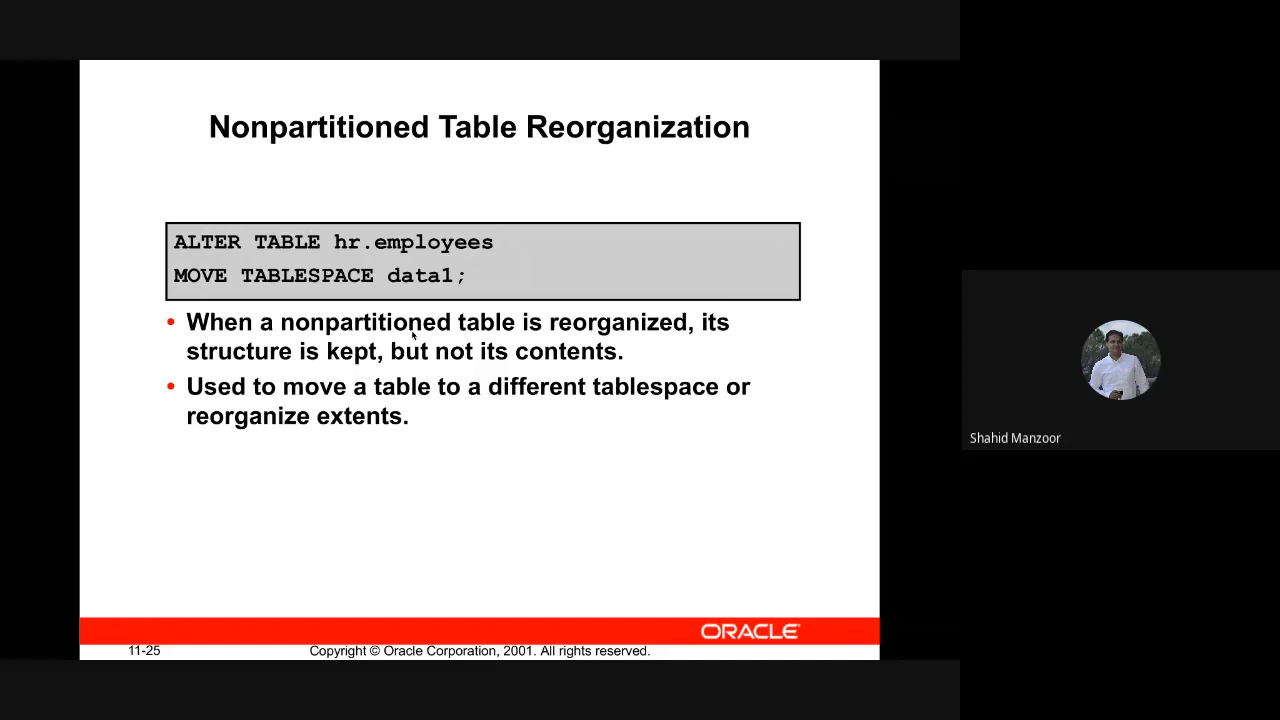 Nonpartitioned Table Reorganization
ALTER TABLE hr.employees
MOVE TABLESPACE data1;
• When a nonpartitioned table is reorganized, its
structure is kept, but not its contents.
• Used to move a table to a different tablespace or
reorganize extents.
ORACLE®
11-25
Copyright © Oracle Corporation, 2001. All rights reserved.
Shahid Manzoor